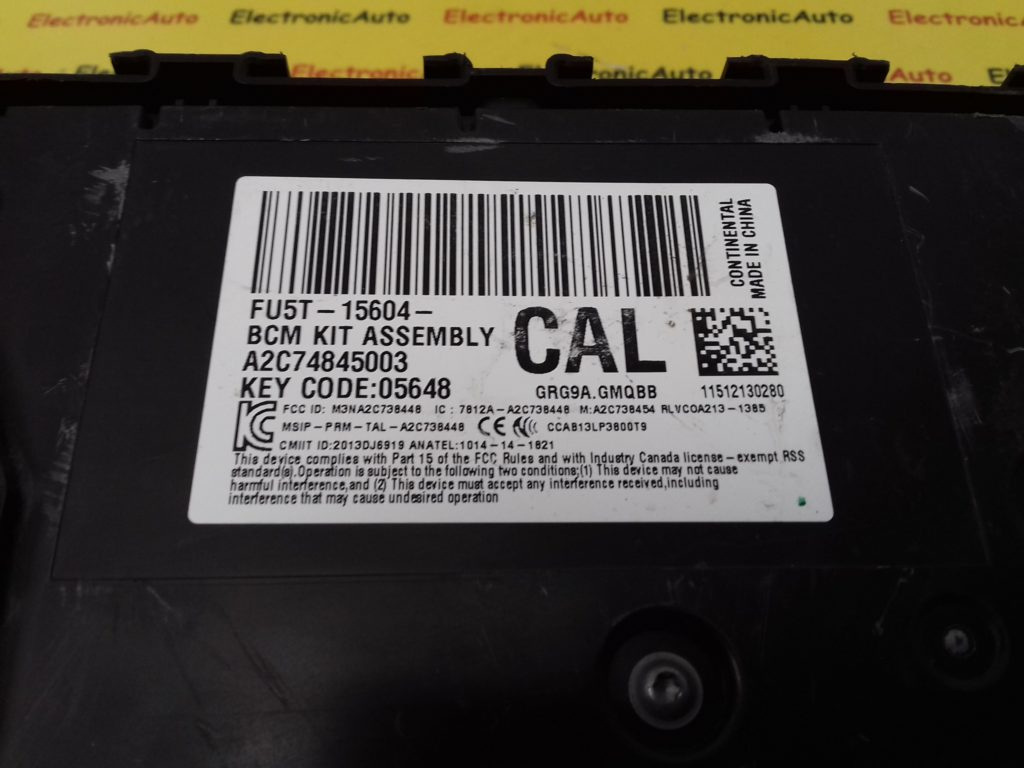 ElectronicAuto ElectronicAuto ElectronicAuto ElectronicAuto ElectronicAuto
ElectronicAuto ElectronicAuto Auto
CONTINENTAL
MADE IN CHINA
FU5T-15604-
BCM KIT ASSEMBLY
A2C74845003
KEY CODE:05648
CAL
GRG9A.GMQBB
11512130280
FCC ID: M3NA2C738448 IC: 7812A-A2C738448 M:A2C738454 RLVCOA213-1385
MSIP-PRM-TAL-A2C738448 CE CCAB13LP3800T9
CMIIT ID:2013DJ6919 ANATEL:1014-14-1821
This device complies with Part 15 of the FCC Rules and with Industry Canada license-exempt RSS
standard(s).Operation is subject to the following two conditions:(1) This device may not cause
harmful interference,and (2) This device must accept any interference received,including
interference that may cause undesired operation